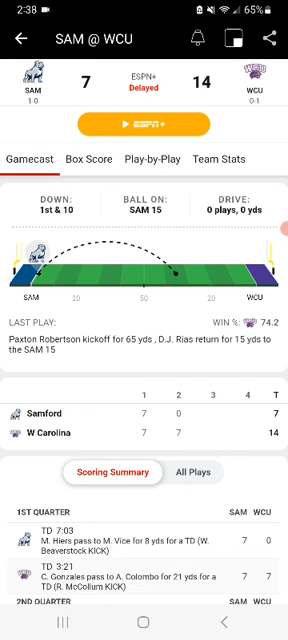 2:38
65%
SAM @ WCU
7
ESPN+
Delayed
14
SAM
1-0
WCU
0-1
ESPN+
Gamecast
Box Score
Play-by-Play
Team Stats
DOWN:
1st & 10
BALL ON:
SAM 15
DRIVE:
0 plays, 0 yds
SAM
20
50
20
WCU
LAST PLAY:
WIN %: 74.2
Paxton Robertson kickoff for 65 yds , D.J. Rias return for 15 yds to
the SAM 15
1 2 3 4 T
Samford 7 0 7
W Carolina 7 7 14
Scoring Summary
All Plays
1ST QUARTER SAM WCU
TD 7:03
M. Hiers pass to M. Vice for 8 yds for a TD (W.
Beaverstock KICK)
7 0
TD 3:21
C. Gonzales pass to A. Colombo for 21 yds for a
TD (R. McCollum KICK)
7 7
2ND QUARTER SAM WCU